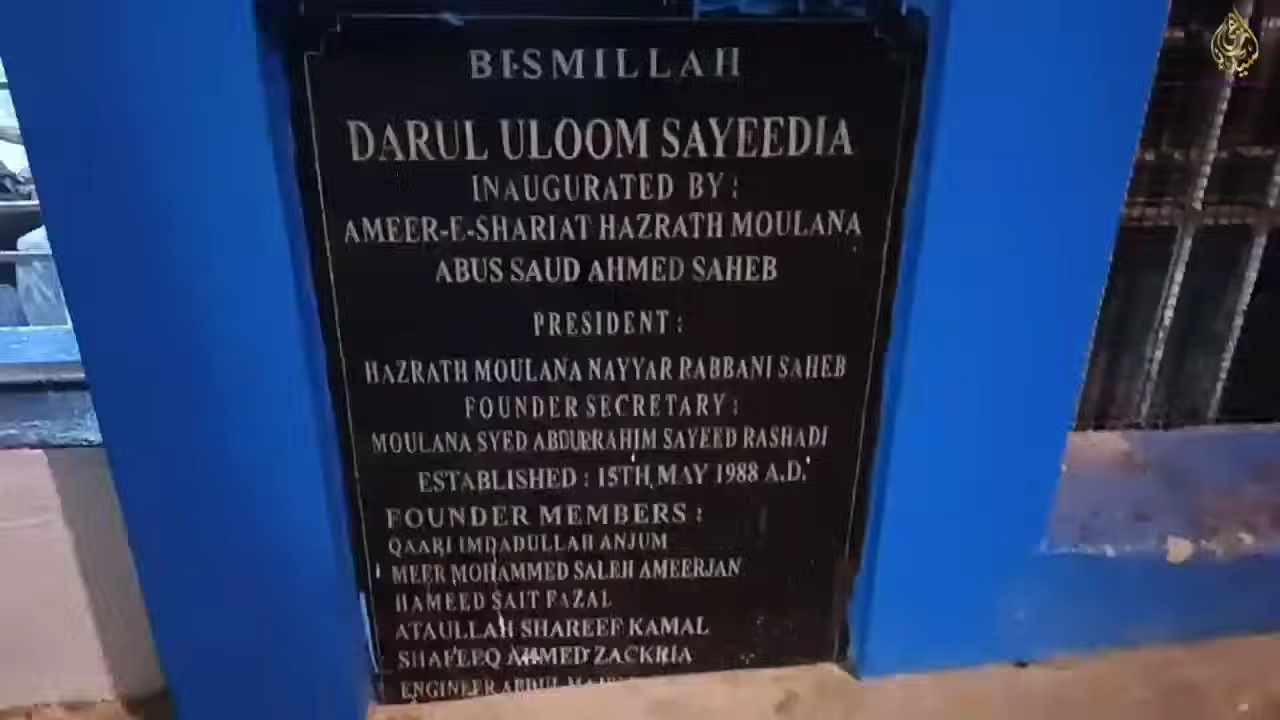 BISMILLAH
DARUL ULOOM SAYEEDIA
INAUGURATED BY :
AMEER-E-SHARIAT HAZRATH MOULANA
ABUS SAUD AHMED SAHEB
PRESIDENT :
HAZRATH MOULANA NAYYAR RABBANI SAHEB
FOUNDER SECRETARY :
MOULANA SYED ABDURRAHIM SAYEED RASHADI
ESTABLISHED : 15TH MAY 1988 A.D.
FOUNDER MEMBERS :
QAARI IMDADULLAH ANJUM
MEER MOHAMMED SALEH AMEERJAN
HAMEED SAIT FAZAL
ATAULLAH SHAREEF KAMAL
SHAFEEQ AHMED ZACKRIA
ENGINEER ABDUL